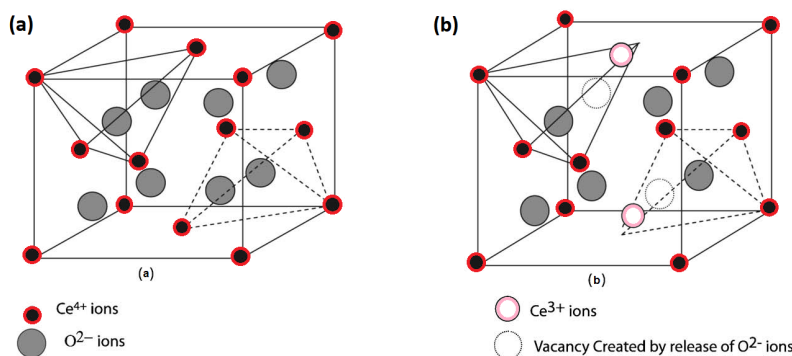 (a)
(b)
(a)
(b)
Ce4+ ions
O2− ions
Ce3+ ions
Vacancy Created by release of O2- ions